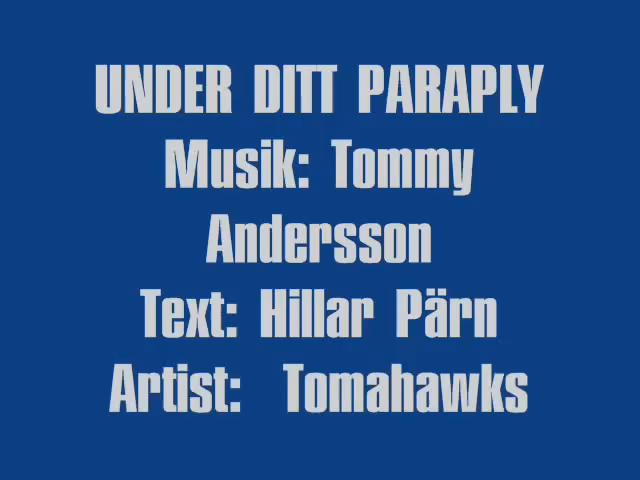 UNDER DITT PARAPLY
Musik: Tommy
Andersson
Text: Hillar Pärn
Artist: Tomahawks